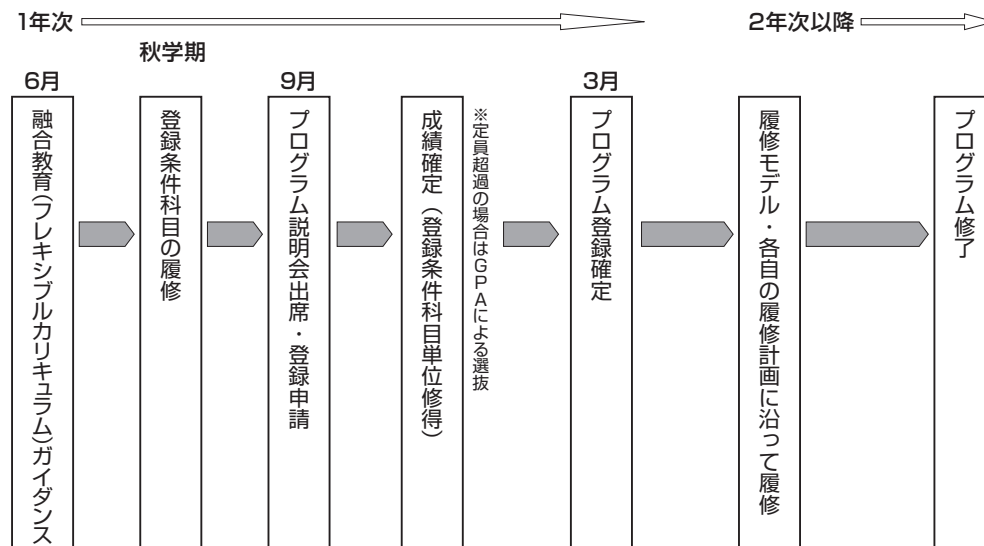 1年次
2年次以降
秋学期
6月
9月
3月
融合教育(フレキシブルカリキュラム)ガイダンス
登録条件科目の履修
プログラム説明会出席・登録申請
成績確定（登録条件科目単位修得）
※定員超過の場合はGPAによる選抜
プログラム登録確定
履修モデル・各自の履修計画に沿って履修
プログラム修了